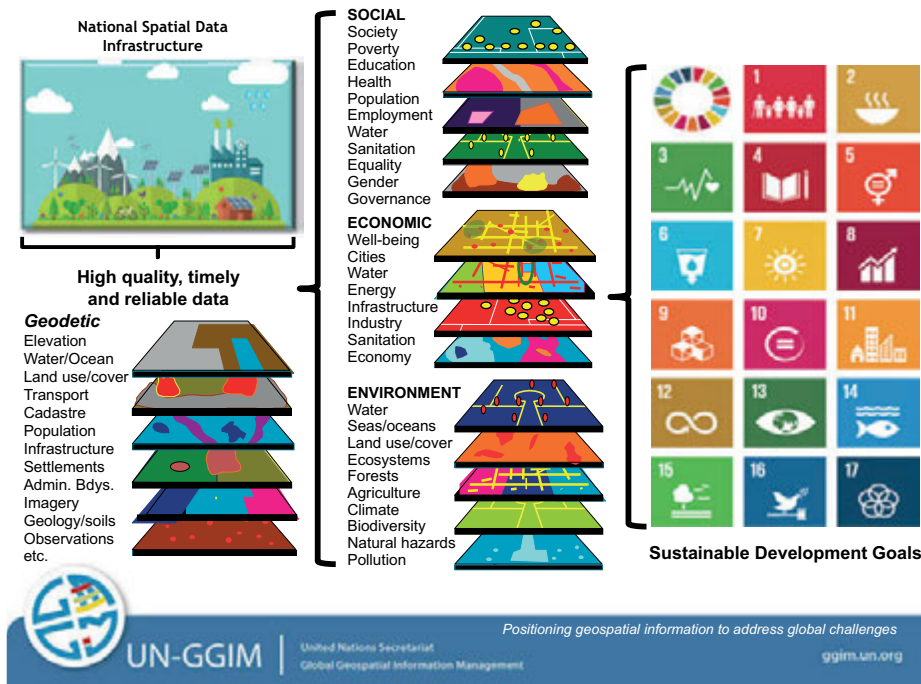 National Spatial Data
Infrastructure
High quality, timely
and reliable data
Geodetic
Elevation
Water/Ocean
Land use/cover
Transport
Cadastre
Population
Infrastructure
Settlements
Admin. Bdys.
Imagery
Geology/soils
Observations
etc.
SOCIAL
Society
Poverty
Education
Health
Population
Employment
Water
Sanitation
Equality
Gender
Governance
ECONOMIC
Well-being
Cities
Water
Energy
Infrastructure
Industry
Sanitation
Economy
ENVIRONMENT
Water
Seas/oceans
Land use/cover
Ecosystems
Forests
Agriculture
Climate
Biodiversity
Natural hazards
Pollution
1
2
3
4
5
6
7
8
9
10
11
12
13
14
15
16
17
Sustainable Development Goals
Positioning geospatial information to address global challenges
UN-GGIM
United Nations Secretariat
Global Geospatial Information Management
ggim.un.org